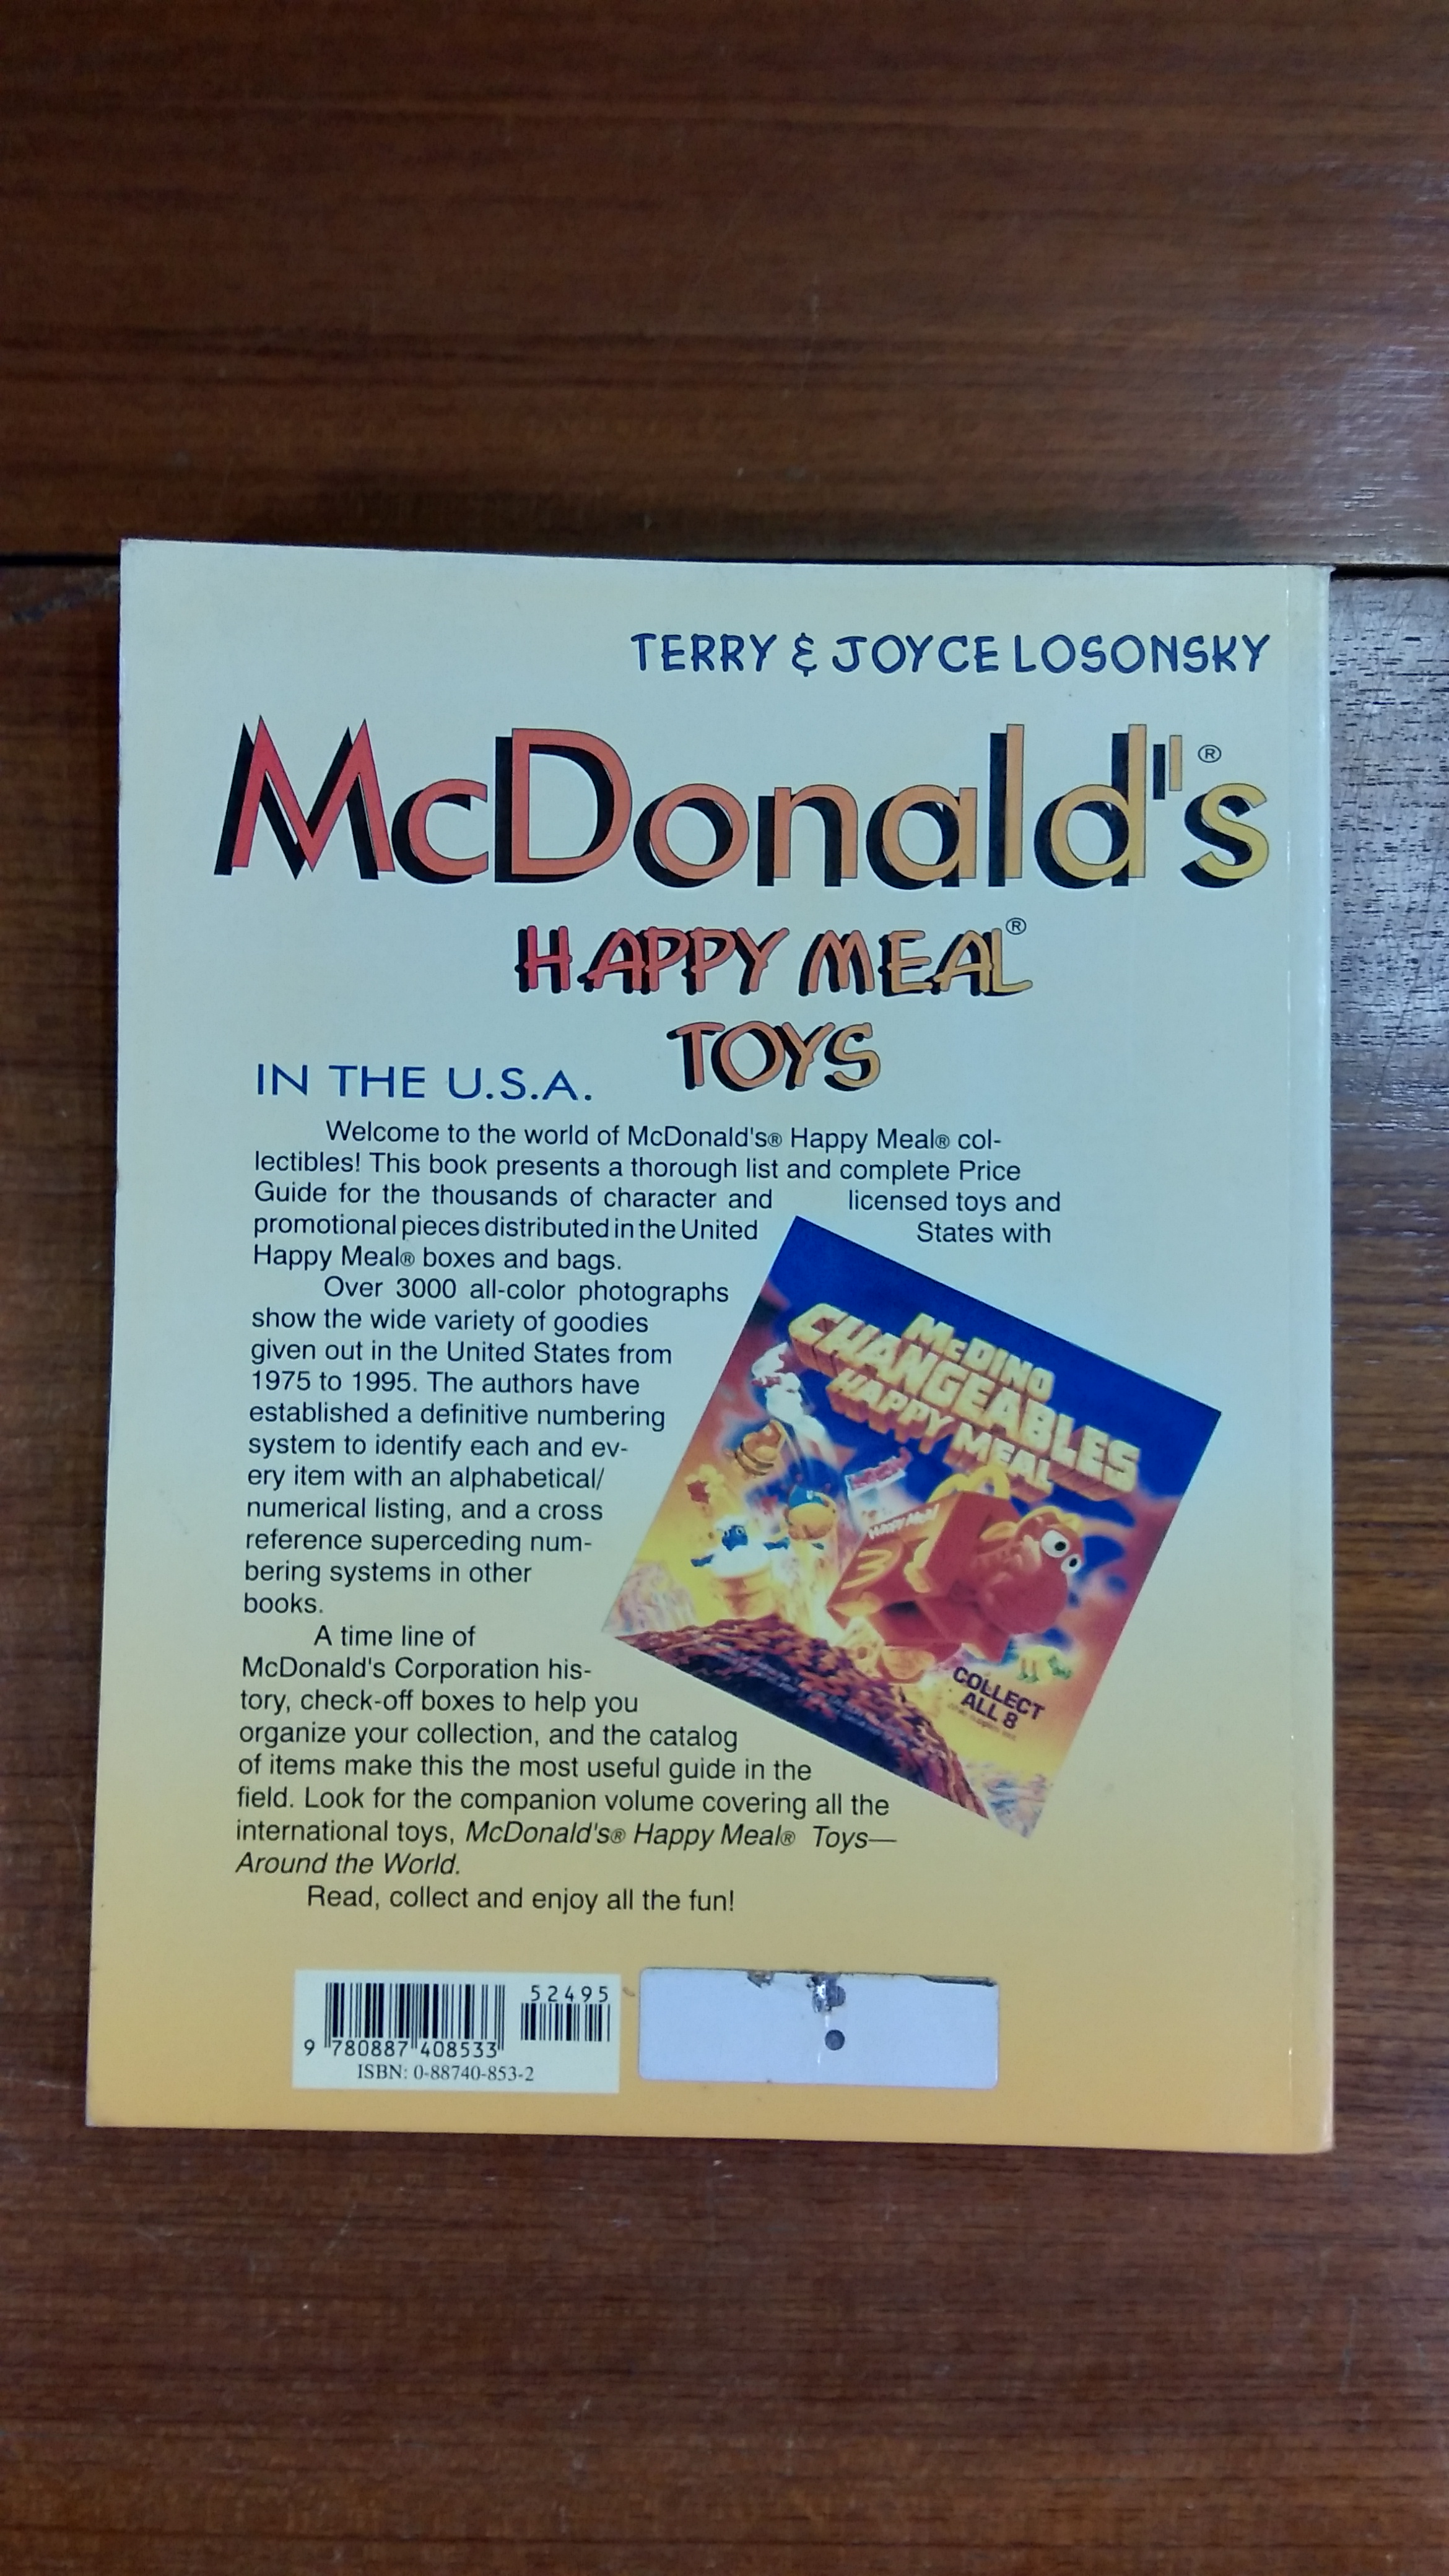 TERRY & JOYCE LOSONSKY
McDonald's®
HAPPY MEAL®
TOYS
IN THE U.S.A.
Welcome to the world of McDonald's® Happy Meal® col-
lectibles! This book presents a thorough list and complete Price
Guide for the thousands of character and licensed toys and
promotional pieces distributed in the United States with
Happy Meal® boxes and bags.
Over 3000 all-color photographs
show the wide variety of goodies
given out in the United States from
1975 to 1995. The authors have
established a definitive numbering
system to identify each and ev-
ery item with an alphabetical/
numerical listing, and a cross
reference superceding num-
bering systems in other
books.
A time line of
McDonald's Corporation his-
tory, check-off boxes to help you
organize your collection, and the catalog
of items make this the most useful guide in the
field. Look for the companion volume covering all the
international toys, McDonald's® Happy Meal® Toys—
Around the World.
Read, collect and enjoy all the fun!
McDINO
CHANGEABLES
HAPPY MEAL
COLLECT
ALL 8
52495
9 780887 408533
ISBN: 0-88740-853-2